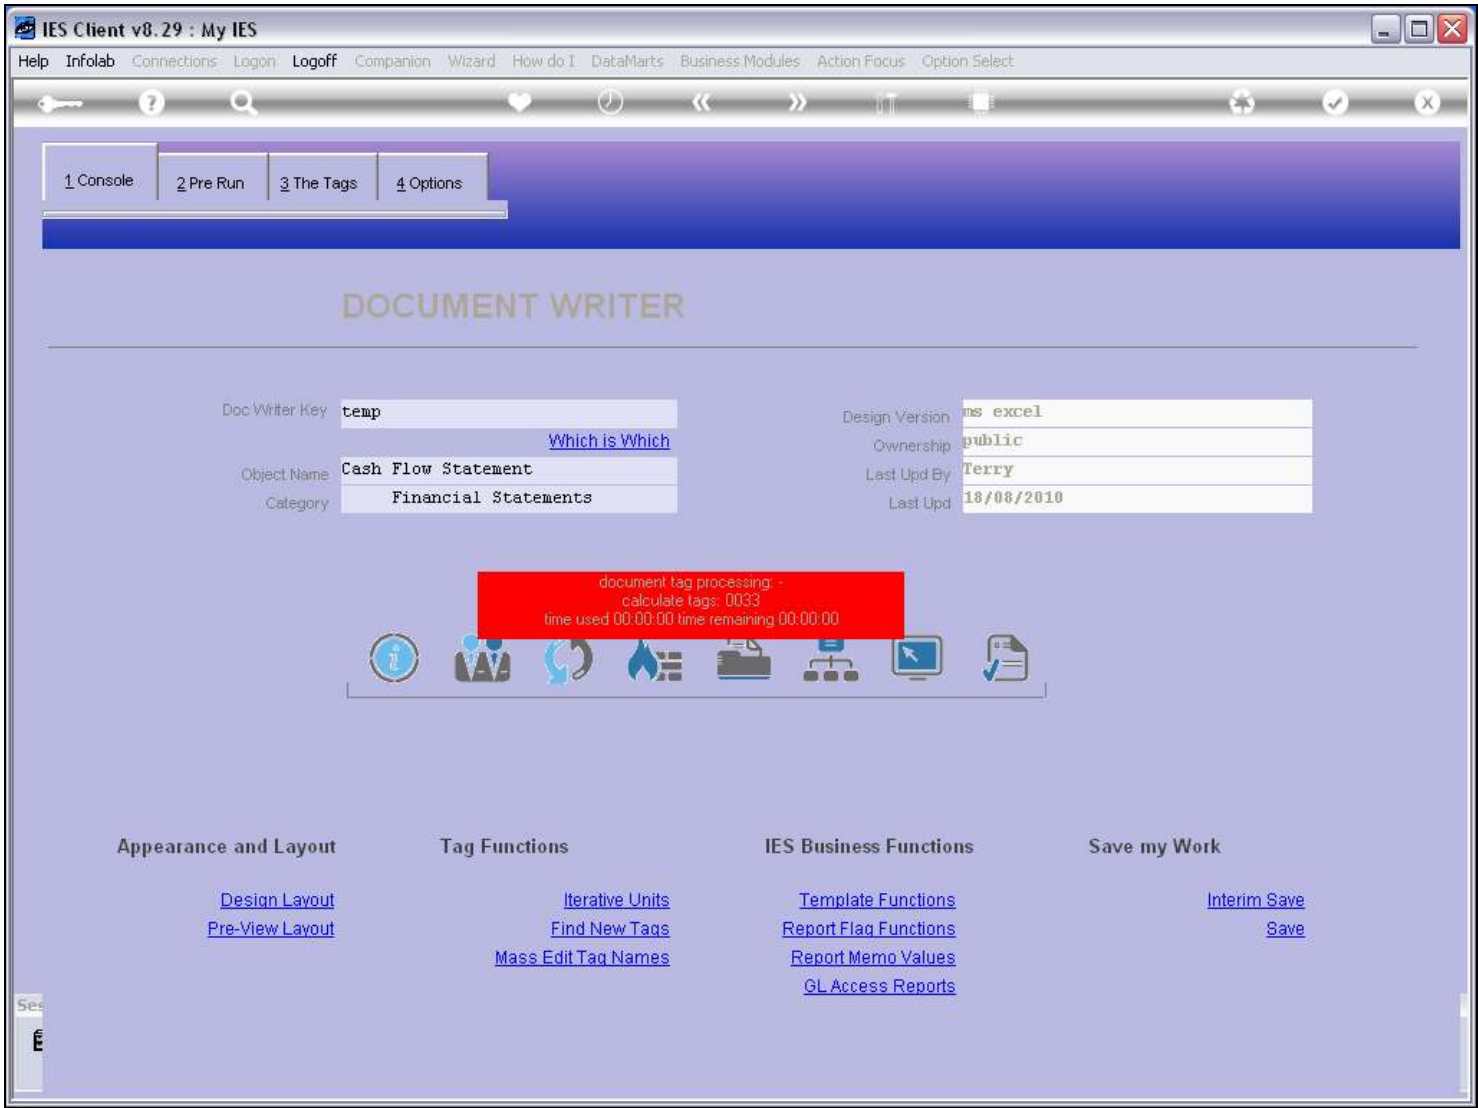 IES Client v8.29 : My IES
Help Infolab Connections Logon Logoff Companion Wizard How do I DataMarts Business Modules Action Focus Option Select
1 Console 2 Pre Run 3 The Tags 4 Options
DOCUMENT WRITER
Doc Writer Key temp
Which is Which
Object Name Cash Flow Statement
Category Financial Statements
Design Version ms excel
Ownership public
Last Upd By Terry
Last Upd 18/08/2010
document tag processing: -
calculate tags: 0033
time used 00:00:00 time remaining 00:00:00
Appearance and Layout
Design Layout
Pre-View Layout
Tag Functions
Iterative Units
Find New Tags
Mass Edit Tag Names
IES Business Functions
Template Functions
Report Flag Functions
Report Memo Values
GL Access Reports
Save my Work
Interim Save
Save